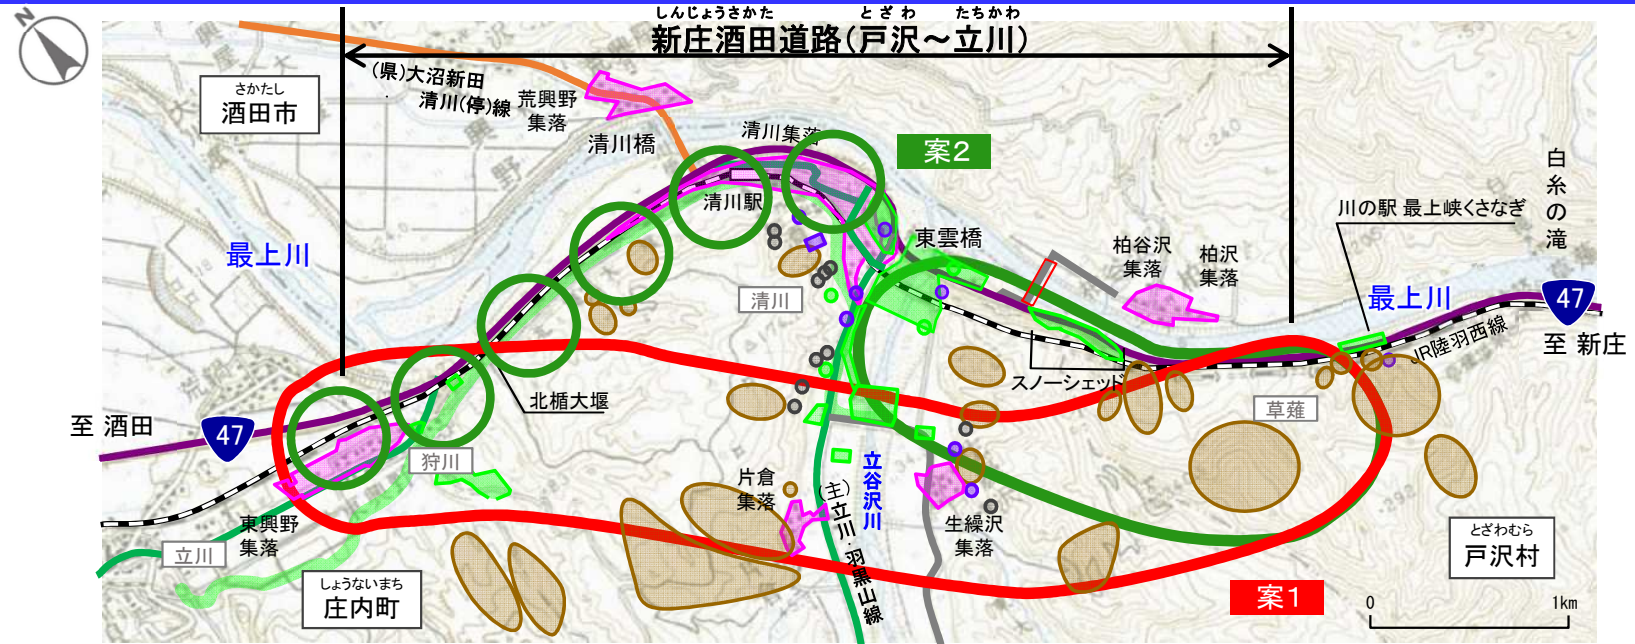 しんじょうさかた とざわ たちかわ
新庄酒田道路(戸沢～立川)
N
さかたし
酒田市
(県)大沼新田
清川(停)線
荒興野
集落
清川橋
清川集落
案2
白糸の滝
川の駅 最上峡くさなぎ
最上川
清川駅
東雲橋
柏谷沢
集落
柏沢
集落
清川
最上川
47
至 新庄
JR陸羽西線
スノーシェッド
北楯大堰
草薙
至 酒田
47
狩川
片倉
集落
立谷沢川
(主)立川・羽黒山線
生繰沢
集落
東興野
集落
立川
しょうないまち
庄内町
とざわむら
戸沢村
案1
0 1km